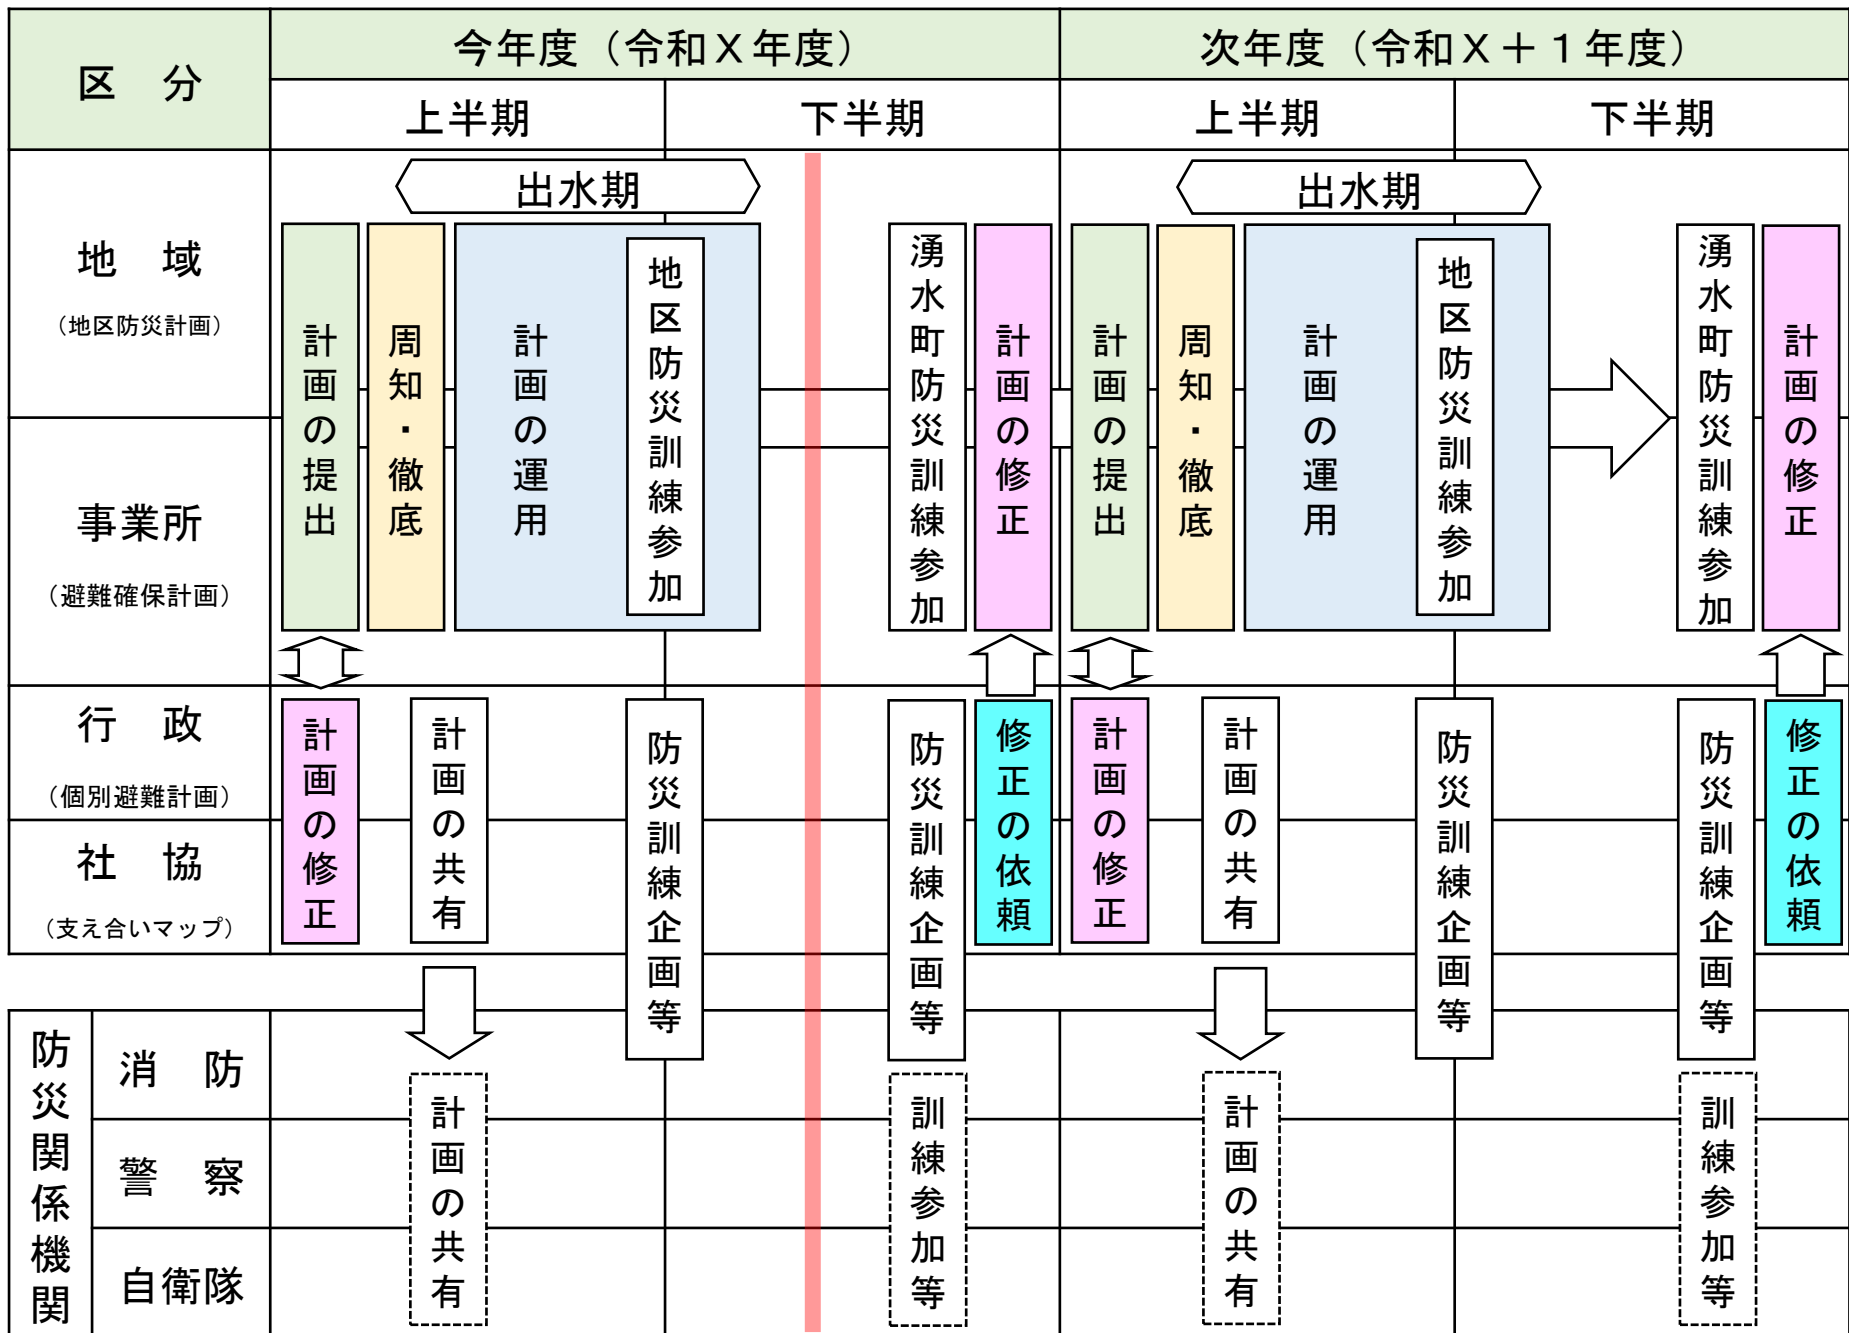 区　分
今年度（令和Ｘ年度）
次年度（令和Ｘ＋１年度）
上半期
下半期
上半期
下半期
地　域
（地区防災計画）
出水期
計画の提出
周知・徹底
計画の運用
地区防災訓練参加
湧水町防災訓練参加
計画の修正
出水期
計画の提出
周知・徹底
計画の運用
地区防災訓練参加
湧水町防災訓練参加
計画の修正
事業所
（避難確保計画）
行　政
（個別避難計画）
計画の修正
計画の共有
防災訓練企画等
防災訓練企画等
修正の依頼
計画の修正
計画の共有
防災訓練企画等
防災訓練企画等
修正の依頼
社　協
（支え合いマップ）
防災関係機関
消　防
警　察
自衛隊
計画の共有
訓練参加等
計画の共有
訓練参加等